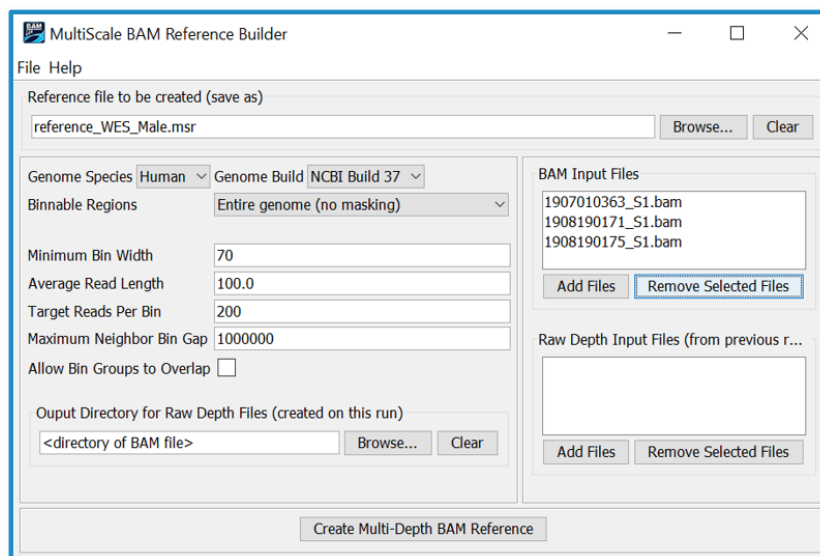 MultiScale BAM Reference Builder
File Help
Reference file to be created (save as)
reference_WES_Male.msr
Browse...
Clear
Genome Species Human Genome Build NCBI Build 37
Binnable Regions Entire genome (no masking)
Minimum Bin Width 70
Average Read Length 100.0
Target Reads Per Bin 200
Maximum Neighbor Bin Gap 1000000
Allow Bin Groups to Overlap
Ouput Directory for Raw Depth Files (created on this run)
<directory of BAM file>
Browse...
Clear
BAM Input Files
1907010363_S1.bam
1908190171_S1.bam
1908190175_S1.bam
Add Files
Remove Selected Files
Raw Depth Input Files (from previous r...
Add Files
Remove Selected Files
Create Multi-Depth BAM Reference